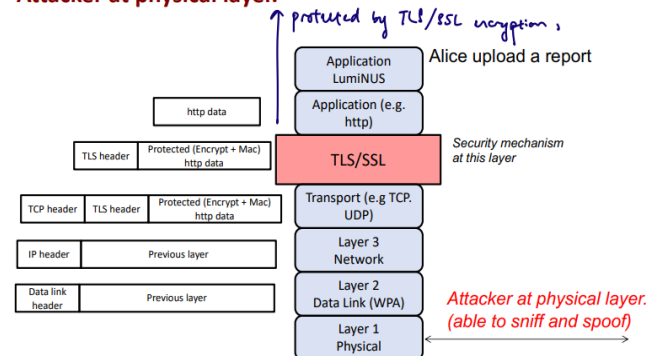 Attacker at physical layer.
protected by TLS/SSL encryption,
Application
LumiNUS
Alice upload a report
http data
Application (e.g.
http)
TLS header
Protected (Encrypt + Mac)
http data
TLS/SSL
Security mechanism
at this layer
TCP header
TLS header
Protected (Encrypt + Mac)
http data
Transport (e.g TCP.
UDP)
IP header
Previous layer
Layer 3
Network
Data link
header
Previous layer
Layer 2
Data Link (WPA)
Attacker at physical layer.
(able to sniff and spoof)
Layer 1
Physical